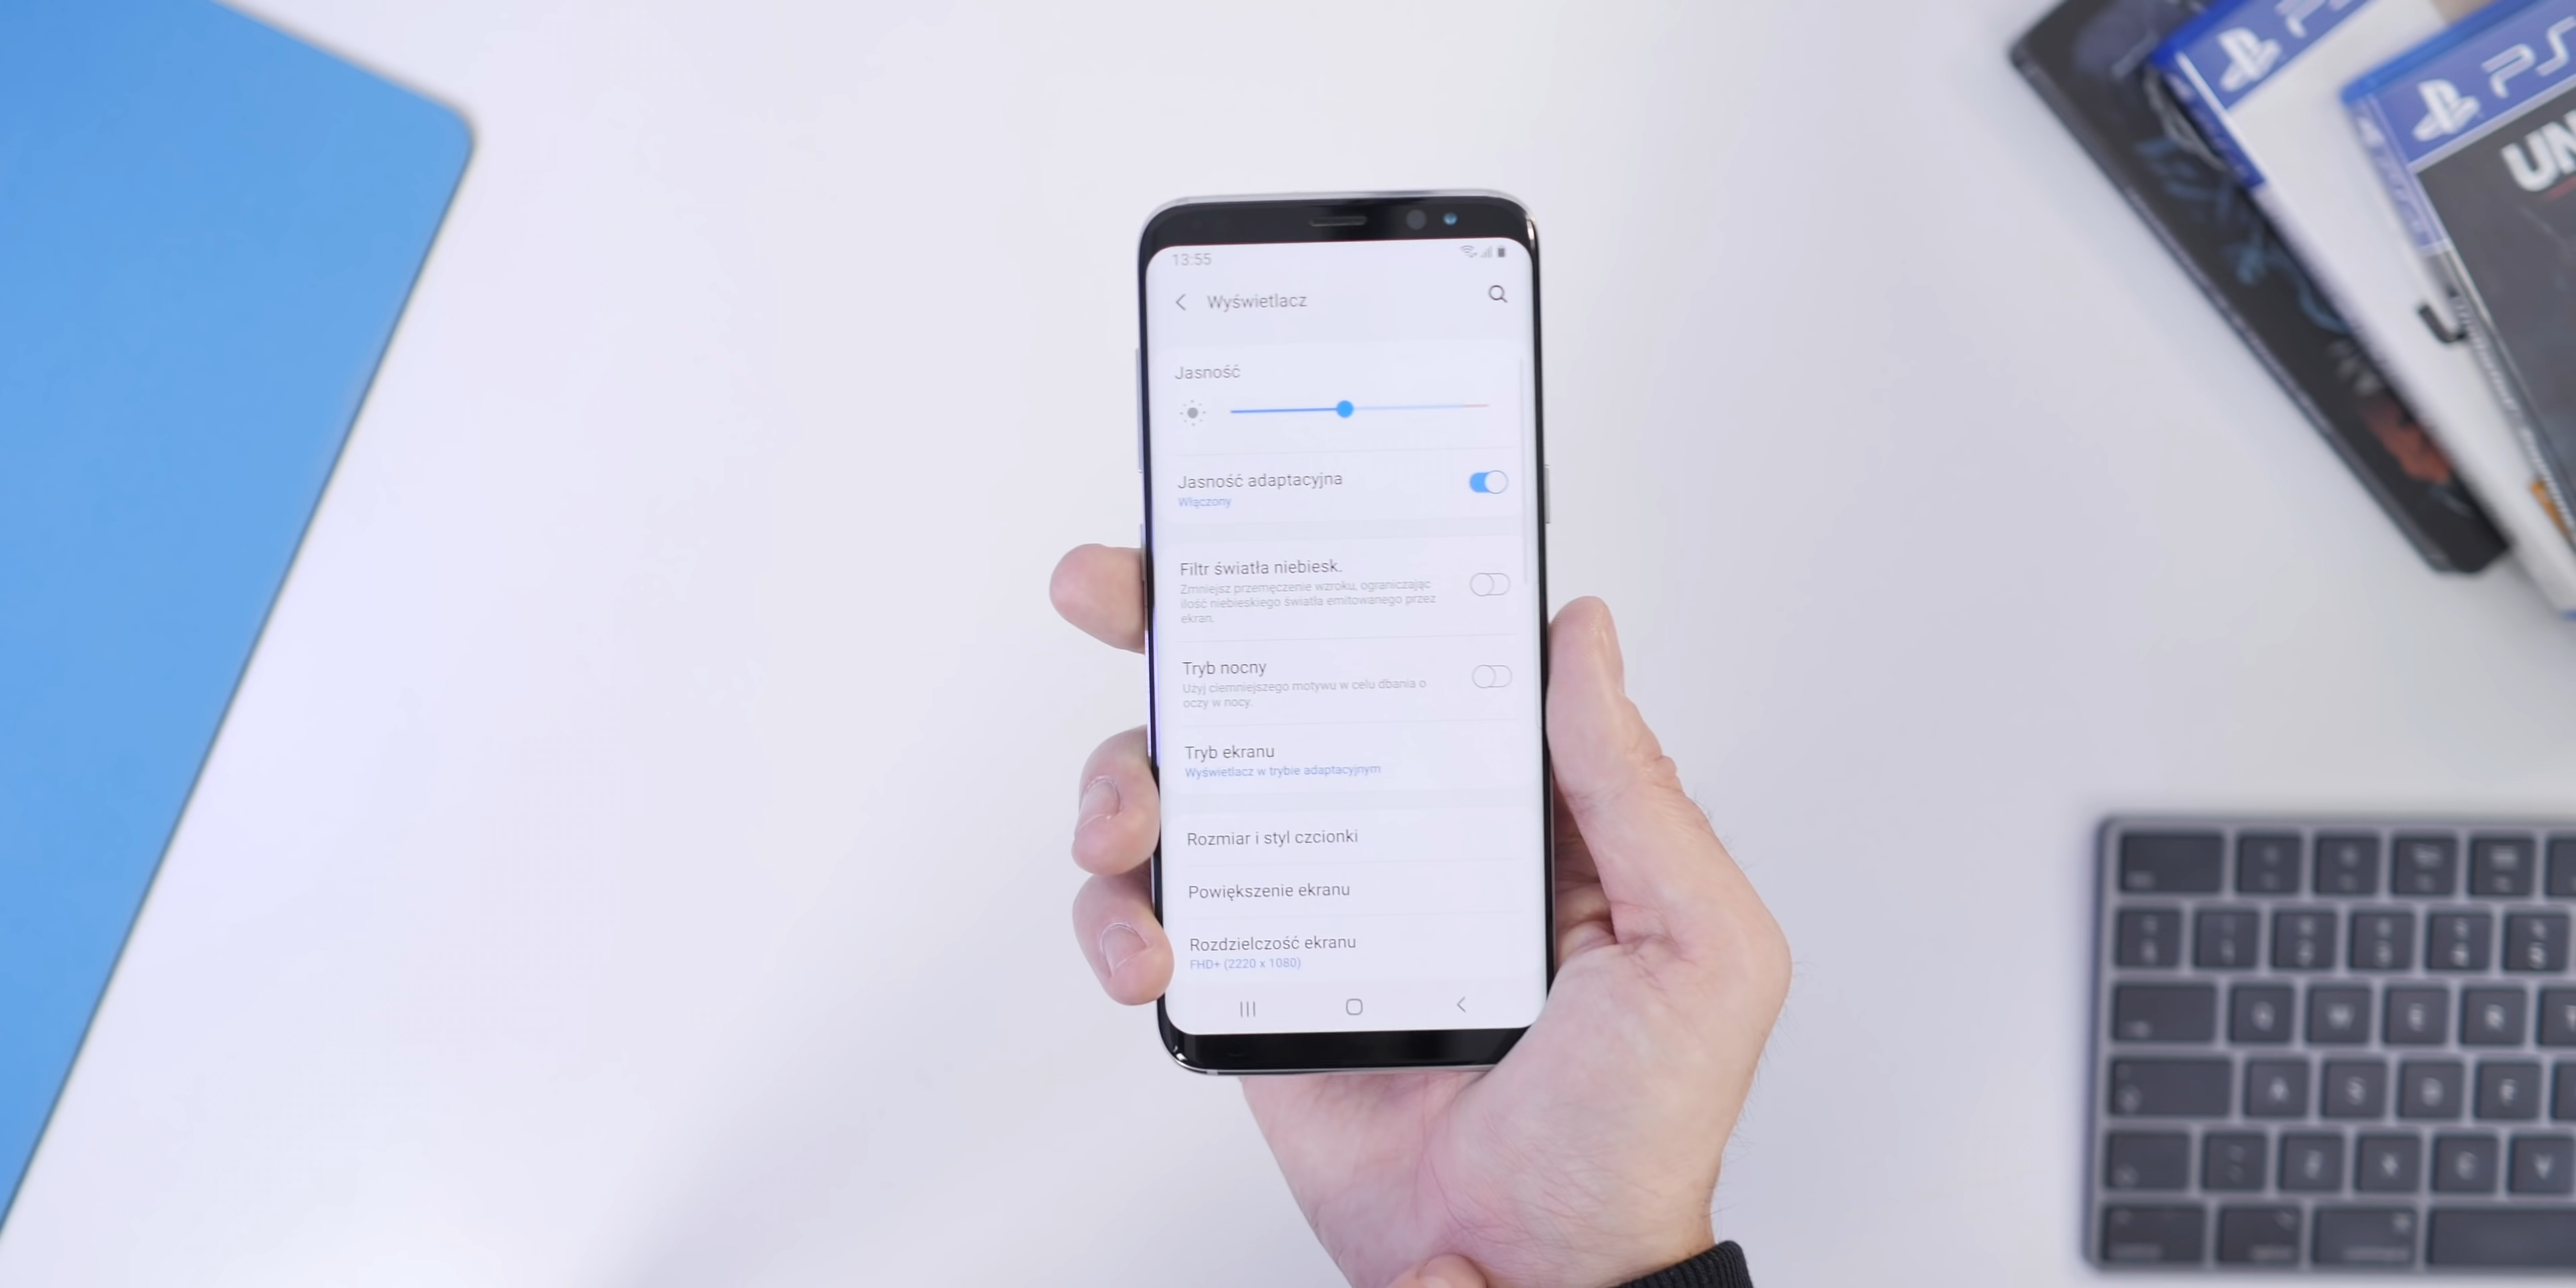 13:55
Wyświetlacz
Jasność
Jasność adaptacyjna
Włączony
Filtr światła niebiesk.
Zmniejsz przemęczenie wzroku, ograniczając
ilość niebieskiego światła emitowanego przez
ekran.
Tryb nocny
Użyj ciemniejszego motywu w celu dbania o
oczy w nocy.
Tryb ekranu
Wyświetlacz w trybie adaptacyjnym
Rozmiar i styl czcionki
Powiększenie ekranu
Rozdzielczość ekranu
FHD+ (2220 x 1080)
PS
UN
Q W E R
A S D F
Z X C V